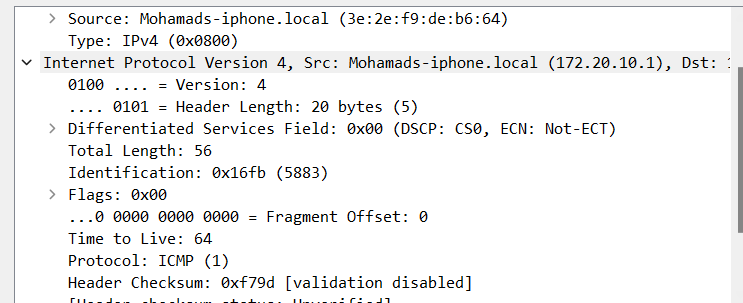 Source: Mohamads-iphone.local (3e:2e:f9:de:b6:64)
Type: IPv4 (0x0800)
Internet Protocol Version 4, Src: Mohamads-iphone.local (172.20.10.1), Dst:
0100 .... = Version: 4
.... 0101 = Header Length: 20 bytes (5)
Differentiated Services Field: 0x00 (DSCP: CS0, ECN: Not-ECT)
Total Length: 56
Identification: 0x16fb (5883)
Flags: 0x00
...0 0000 0000 0000 = Fragment Offset: 0
Time to Live: 64
Protocol: ICMP (1)
Header Checksum: 0xf79d [validation disabled]
[Header checksum status: Unverified]